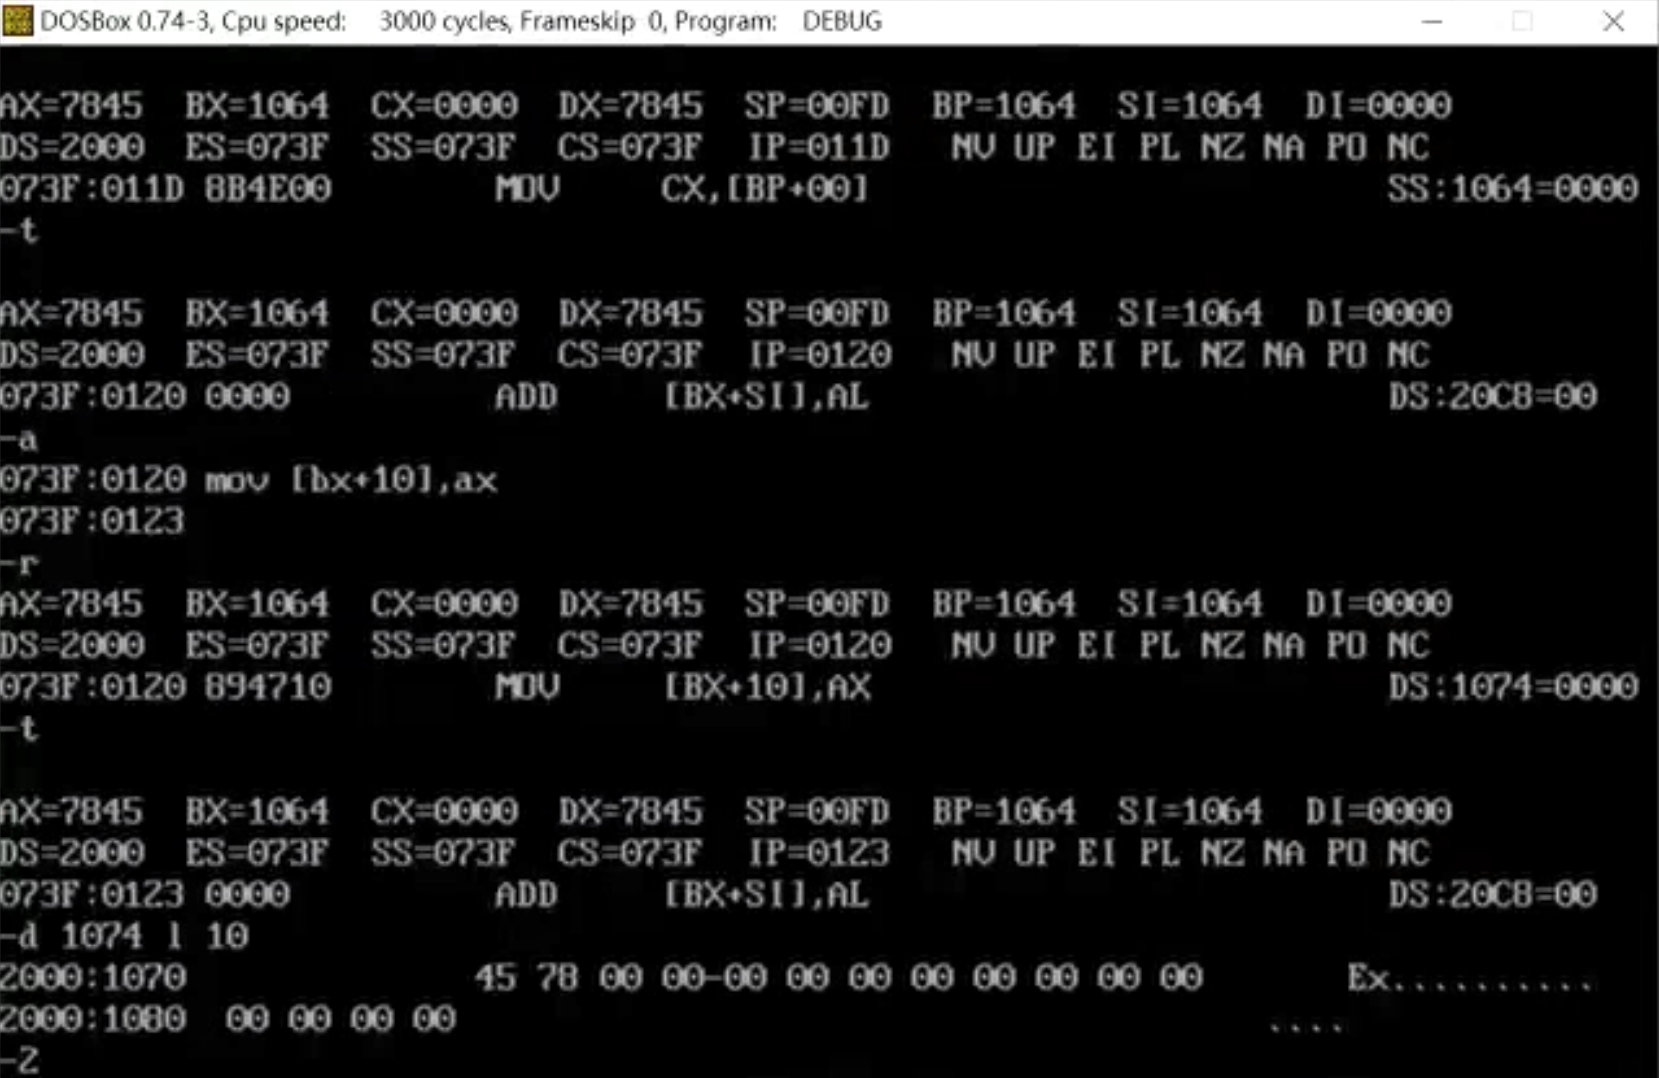 DOSBox 0.74-3, Cpu speed: 3000 cycles, Frameskip 0, Program: DEBUG
AX=7845 BX=1064 CX=0000 DX=7845 SP=00FD BP=1064 SI=1064 DI=0000
DS=2000 ES=073F SS=073F CS=073F IP=011D NV UP EI PL NZ NA PO NC
073F:011D 8B4E00 MOV CX,[BP+00] SS:1064=0000
-t
AX=7845 BX=1064 CX=0000 DX=7845 SP=00FD BP=1064 SI=1064 DI=0000
DS=2000 ES=073F SS=073F CS=073F IP=0120 NV UP EI PL NZ NA PO NC
073F:0120 0000 ADD [BX+SI],AL DS:20C8=00
-a
073F:0120 mov [bx+10],ax
073F:0123
-r
AX=7845 BX=1064 CX=0000 DX=7845 SP=00FD BP=1064 SI=1064 DI=0000
DS=2000 ES=073F SS=073F CS=073F IP=0120 NV UP EI PL NZ NA PO NC
073F:0120 894710 MOV [BX+10],AX DS:1074=0000
-t
AX=7845 BX=1064 CX=0000 DX=7845 SP=00FD BP=1064 SI=1064 DI=0000
DS=2000 ES=073F SS=073F CS=073F IP=0123 NV UP EI PL NZ NA PO NC
073F:0123 0000 ADD [BX+SI],AL DS:20C8=00
-d 1074 l 10
2000:1070 45 78 00 00-00 00 00 00 00 00 00 00 Ex..........
2000:1080 00 00 00 00 ....
-2